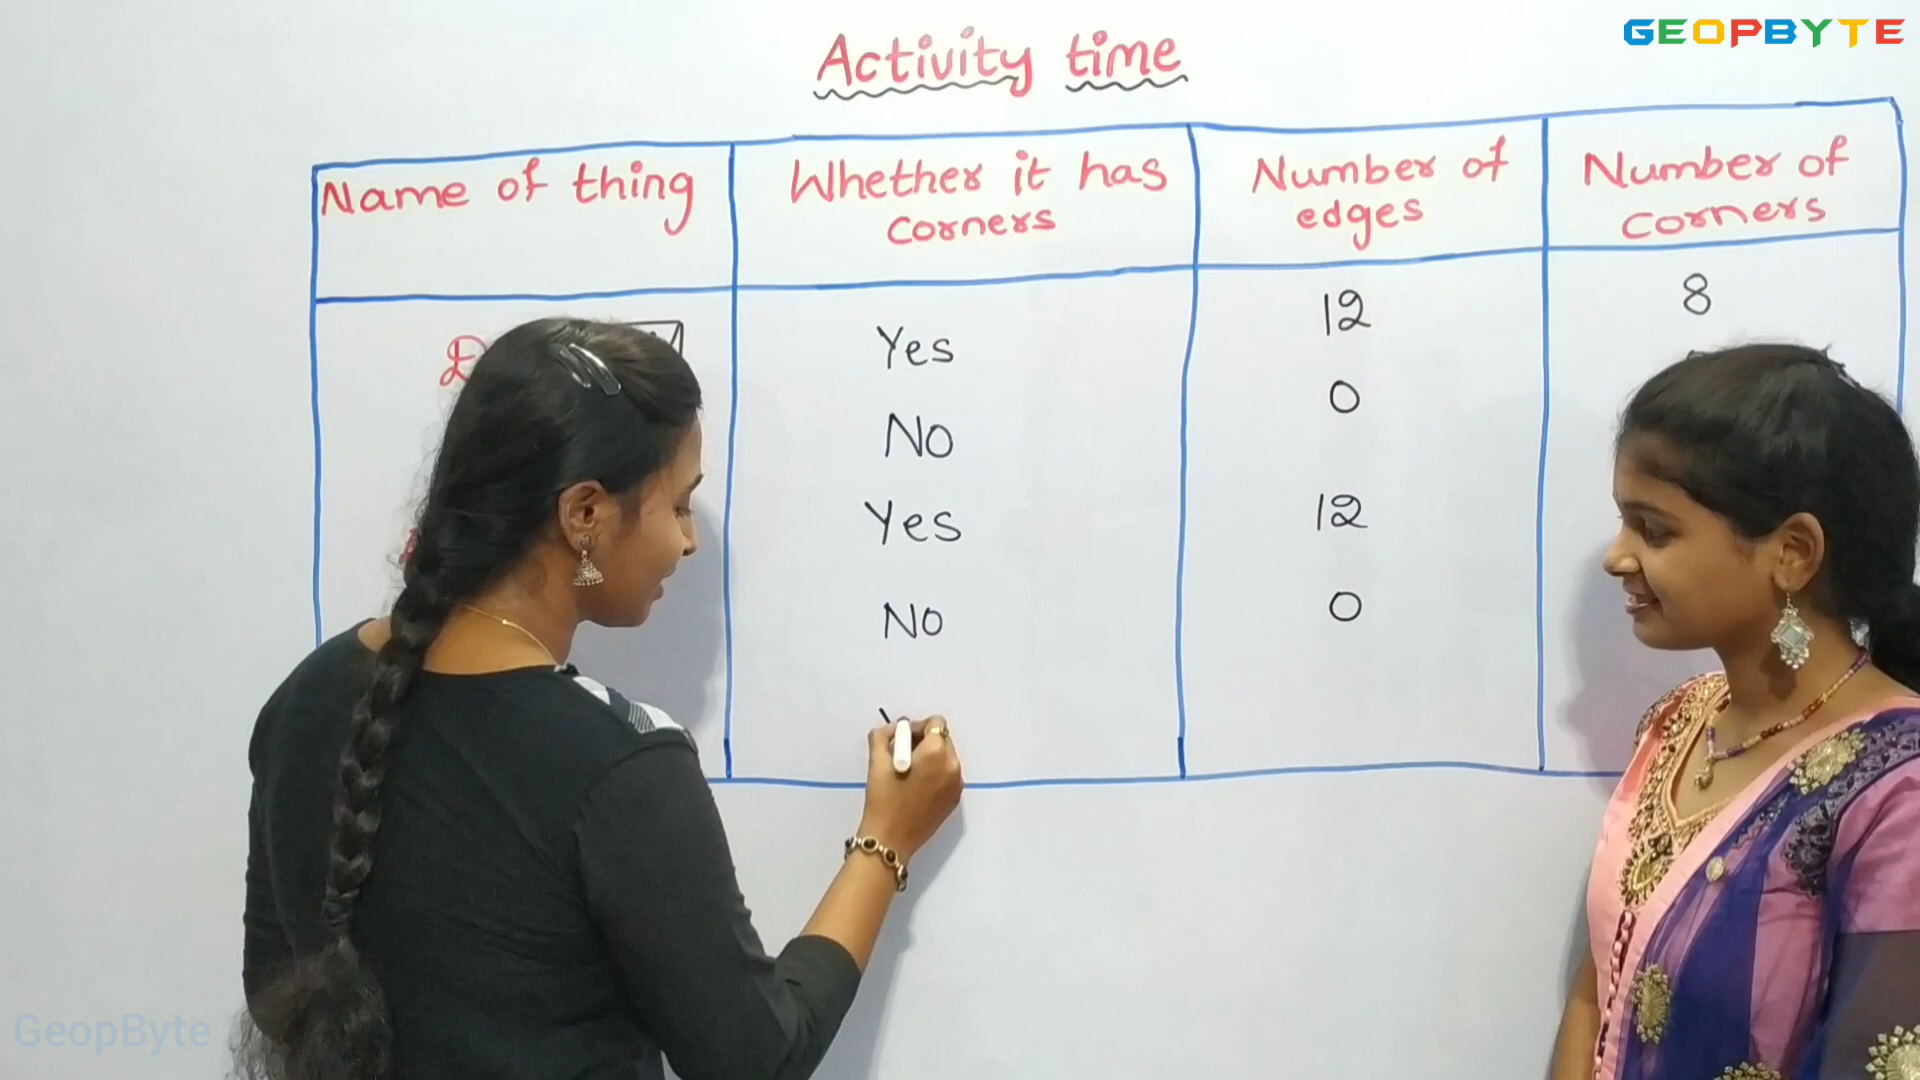 GEOPBYTE
Activity time
Name of thing
Whether it has
corners
Number of
edges
Number of
corners
Yes
12
8
No
0
Yes
12
No
0
GeopByte